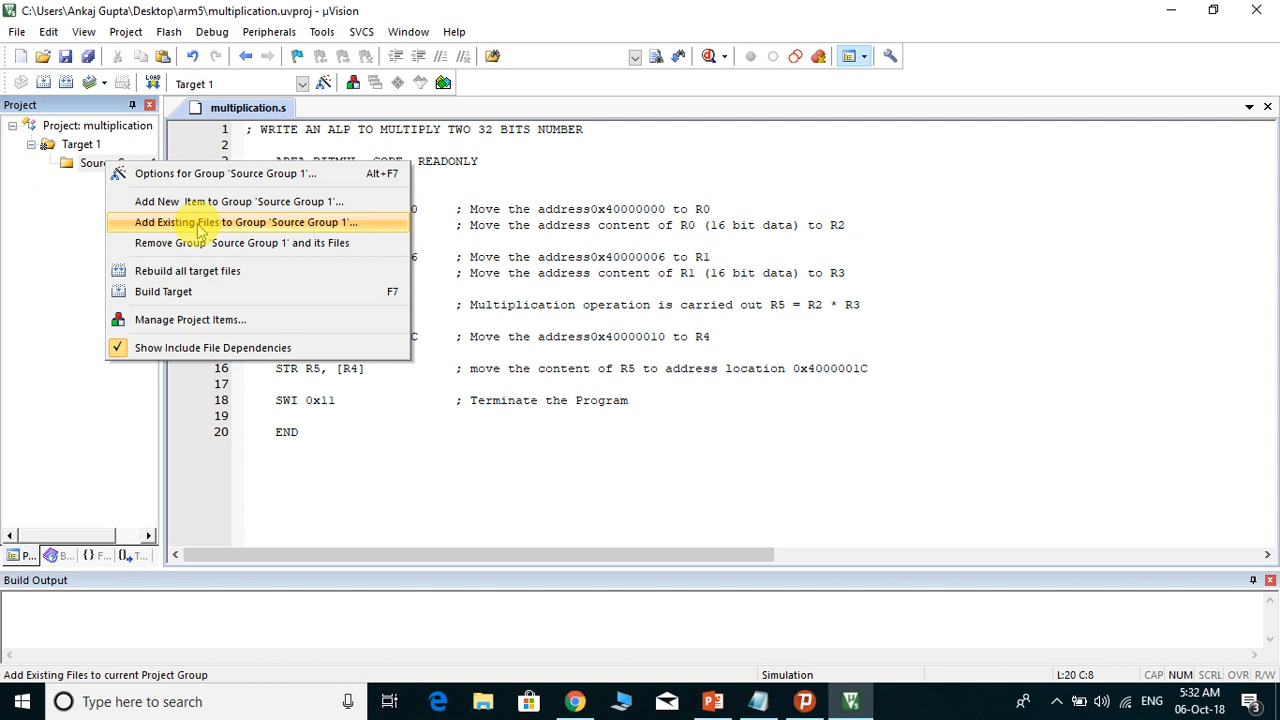 C:\Users\Ankaj Gupta\Desktop\arm5\multiplication.uvproj - µVision
File Edit View Project Flash Debug Peripherals Tools SVCS Window Help
LOAD Target 1
Project
multiplication.s
Project: multiplication
Target 1
Options for Group 'Source Group 1'... Alt+F7
Add New Item to Group 'Source Group 1'...
Add Existing Files to Group 'Source Group 1'...
Remove Group 'Source Group 1' and its Files
Rebuild all target files
Build Target F7
Manage Project Items...
Show Include File Dependencies
1 ; WRITE AN ALP TO MULTIPLY TWO 32 BITS NUMBER
2
READONLY
; Move the address0x40000000 to R0
; Move the address content of R0 (16 bit data) to R2
; Move the address0x40000006 to R1
; Move the address content of R1 (16 bit data) to R3
; Multiplication operation is carried out R5 = R2 * R3
; Move the address0x40000010 to R4
16 STR R5, [R4] ; move the content of R5 to address location 0x4000001C
17
18 SWI 0x11 ; Terminate the Program
19
20 END
P... B... {} F... T...
Build Output
Add Existing Files to current Project Group Simulation L:20 C:8 CAP NUM SCRL OVR R/W
Type here to search
ENG
5:32 AM
06-Oct-18
3